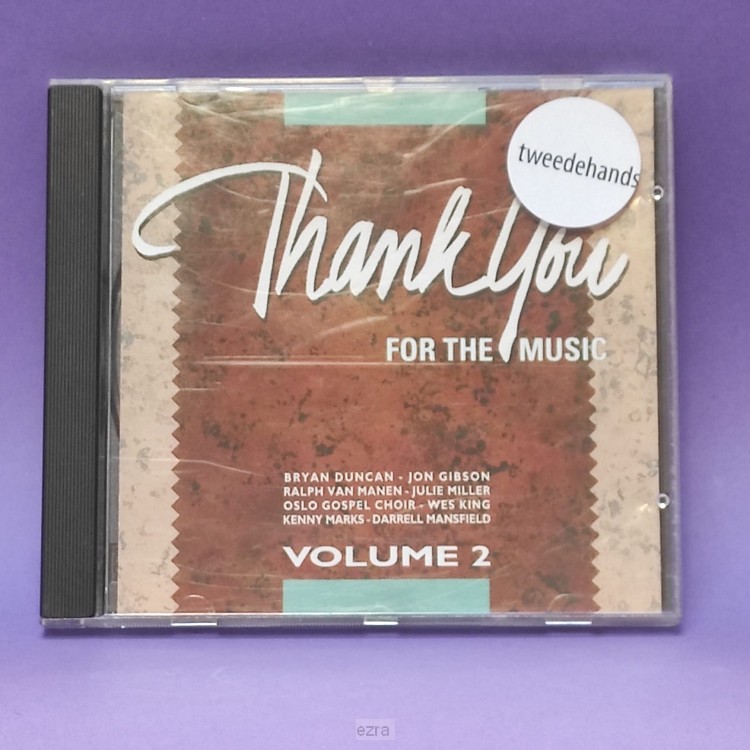 tweedehands
Thank You
FOR THE MUSIC
BRYAN DUNCAN - JON GIBSON
RALPH VAN MANEN - JULIE MILLER
OSLO GOSPEL CHOIR - WES KING
KENNY MARKS - DARRELL MANSFIELD
VOLUME 2
ezra